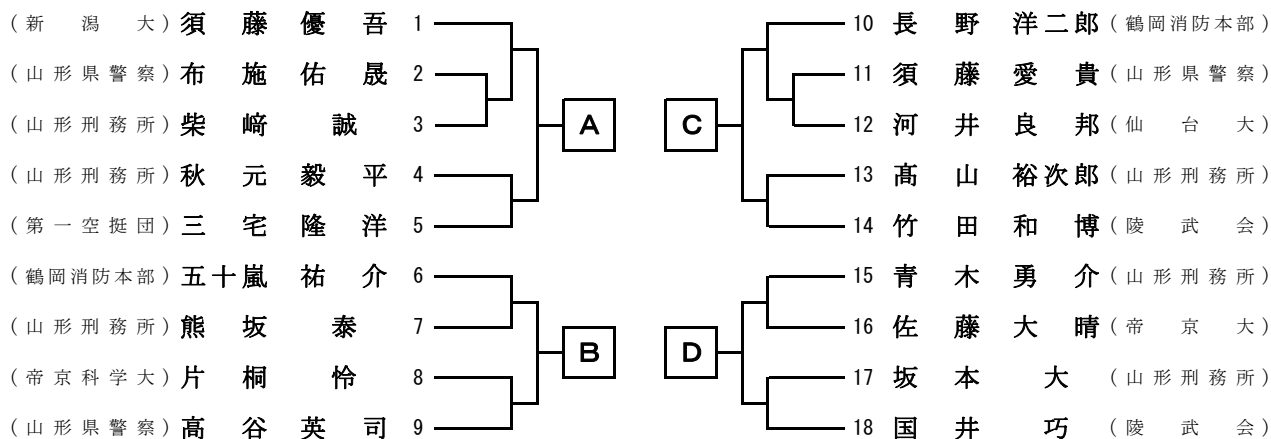 (新潟大) 須藤優吾 1
(山形県警察) 布施佑晟 2
(山形刑務所) 柴﨑誠 3
A
(山形刑務所) 秋元毅平 4
(第一空挺団) 三宅隆洋 5
(鶴岡消防本部) 五十嵐祐介 6
(山形刑務所) 熊坂泰 7
B
(帝京科学大) 片桐怜 8
(山形県警察) 高谷英司 9
10 長野洋二郎 (鶴岡消防本部)
11 須藤愛貴 (山形県警察)
C
12 河井良邦 (仙台大)
13 髙山裕次郎 (山形刑務所)
14 竹田和博 (陵武会)
15 青木勇介 (山形刑務所)
16 佐藤大晴 (帝京大)
D
17 坂本大 (山形刑務所)
18 国井巧 (陵武会)